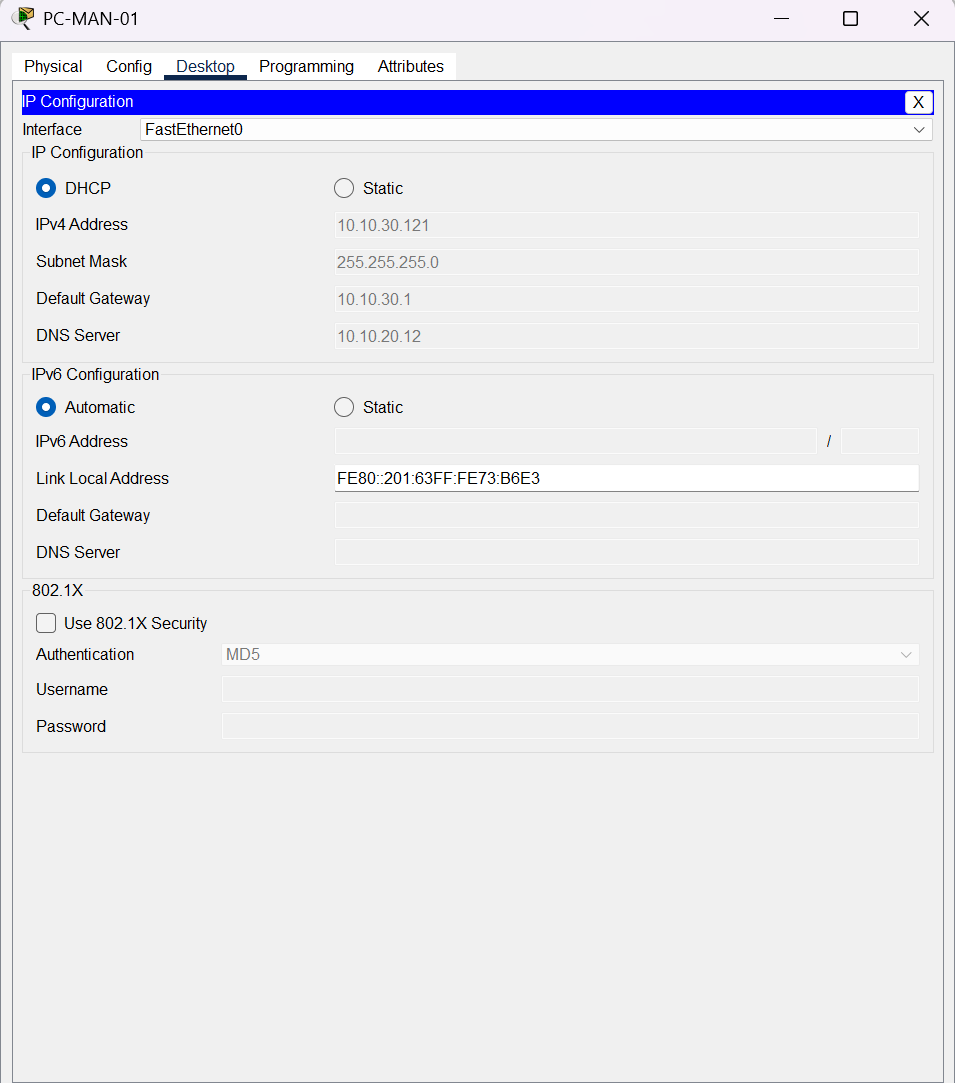 PC-MAN-01
Physical Config Desktop Programming Attributes
IP Configuration X
Interface FastEthernet0
IP Configuration
DHCP Static
IPv4 Address 10.10.30.121
Subnet Mask 255.255.255.0
Default Gateway 10.10.30.1
DNS Server 10.10.20.12
IPv6 Configuration
Automatic Static
IPv6 Address /
Link Local Address FE80::201:63FF:FE73:B6E3
Default Gateway
DNS Server
802.1X
Use 802.1X Security
Authentication MD5
Username
Password